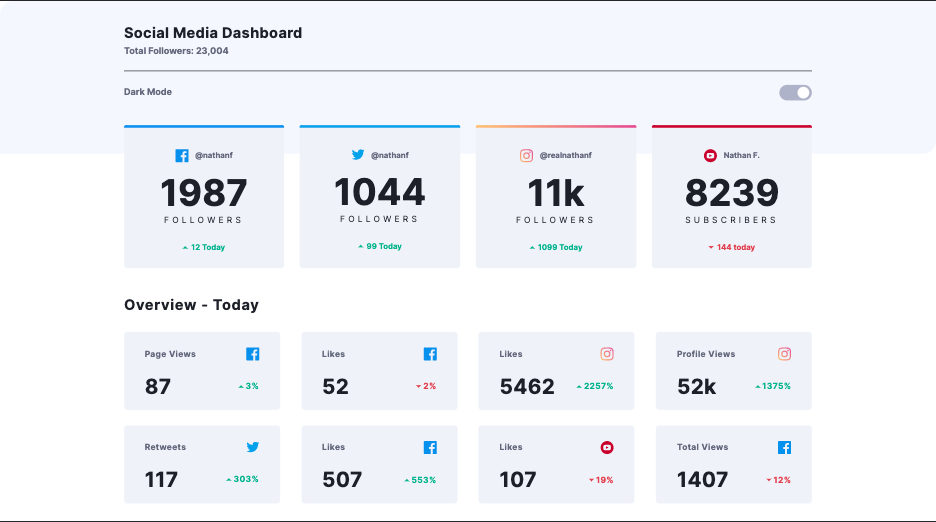 Social Media Dashboard
Total Followers: 23,004
Dark Mode
@nathanf
1987
FOLLOWERS
12 Today
@nathanf
1044
FOLLOWERS
99 Today
@realnathanf
11k
FOLLOWERS
1099 Today
Nathan F.
8239
SUBSCRIBERS
144 today
Overview - Today
Page Views
87
3%
Likes
52
2%
Likes
5462
2257%
Profile Views
52k
1375%
Retweets
117
303%
Likes
507
553%
Likes
107
19%
Total Views
1407
12%